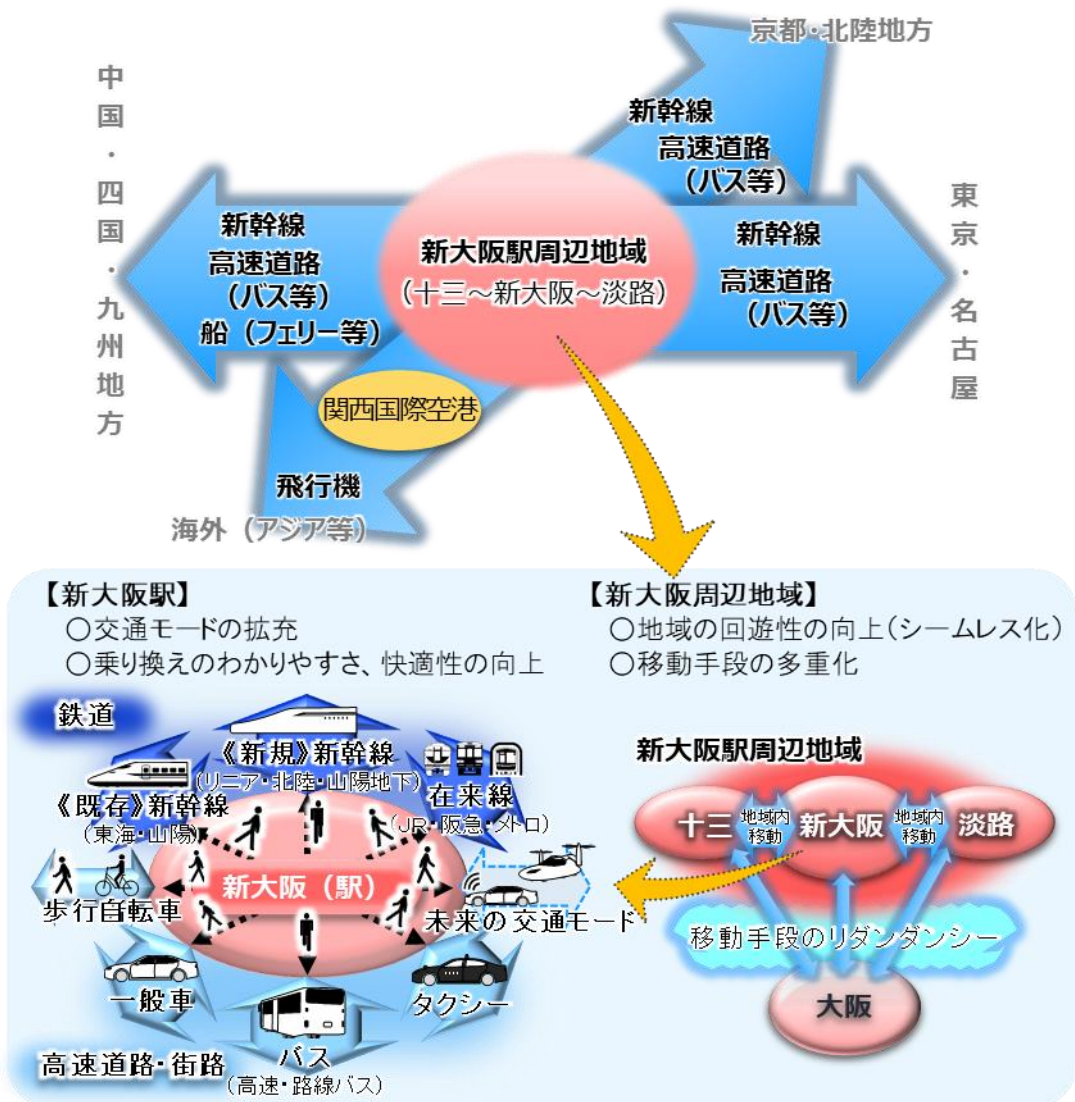 京都・北陸地方
中国・四国・九州地方
新幹線
高速道路
（バス等）
東京・名古屋
新幹線
高速道路
（バス等）
船（フェリー等）
新大阪駅周辺地域
（十三～新大阪～淡路）
新幹線
高速道路
（バス等）
関西国際空港
飛行機
海外（アジア等）
【新大阪駅】
○交通モードの拡充
○乗り換えのわかりやすさ、快適性の向上
【新大阪周辺地域】
○地域の回遊性の向上（シームレス化）
○移動手段の多重化
鉄道
《新規》新幹線
（リニア・北陸・山陽地下）
《既存》新幹線
（東海・山陽）
在来線
（JR・阪急・メトロ）
新大阪（駅）
歩行自転車
未来の交通モード
一般車
タクシー
バス
（高速・路線バス）
高速道路・街路
新大阪駅周辺地域
十三
地域内
移動
新大阪
地域内
移動
淡路
移動手段のリダンダンシー
大阪